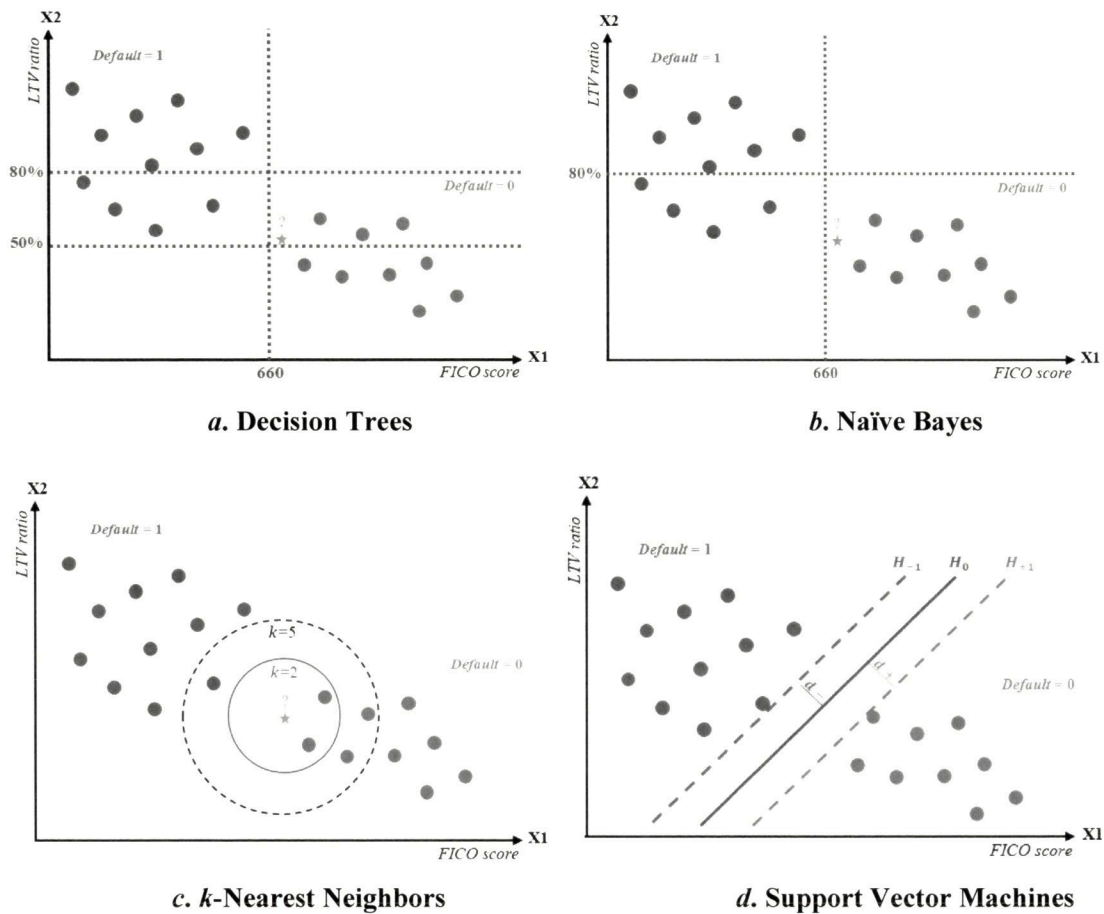 X2
LTV ratio
Default = 1
80%
Default = 0
?
50%
X1
660
FICO score
a. Decision Trees
X2
LTV ratio
Default = 1
80%
Default = 0
?
X1
660
FICO score
b. Naïve Bayes
X2
LTV ratio
Default = 1
k=5
k=2
?
Default = 0
X1
FICO score
c. k-Nearest Neighbors
X2
LTV ratio
Default = 1
H-1 H0 H+1
d- d+
Default = 0
X1
FICO score
d. Support Vector Machines